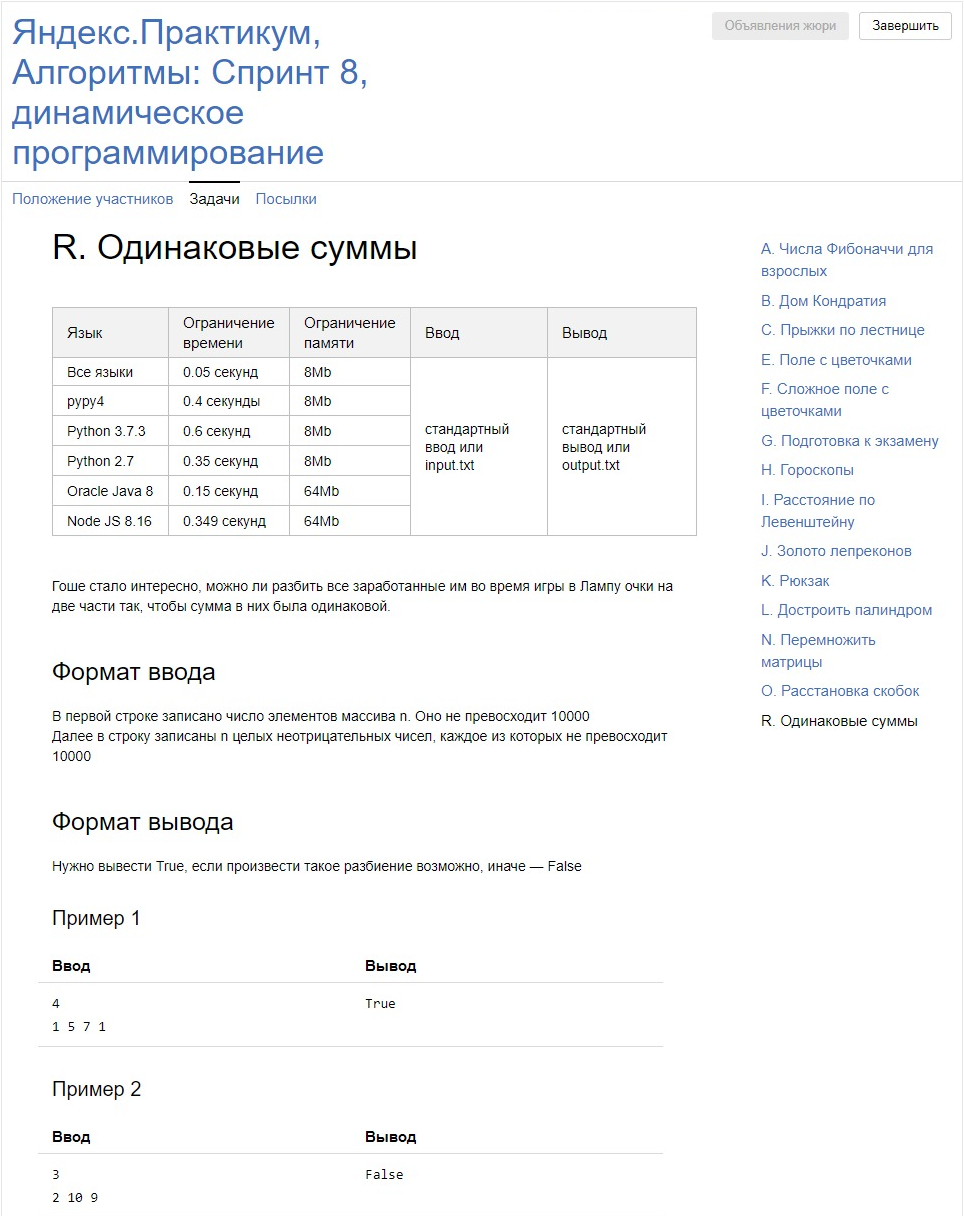 Яндекс.Практикум,
Алгоритмы: Спринт 8,
динамическое
программирование
Объявления жюри
Завершить
Положение участников Задачи Посылки
R. Одинаковые суммы
Язык Ограничение времени Ограничение памяти Ввод Вывод
Все языки 0.05 секунд 8Mb стандартный ввод или input.txt стандартный вывод или output.txt
pypy4 0.4 секунды 8Mb
Python 3.7.3 0.6 секунд 8Mb
Python 2.7 0.35 секунд 8Mb
Oracle Java 8 0.15 секунд 64Mb
Node JS 8.16 0.349 секунд 64Mb
Гоше стало интересно, можно ли разбить все заработанные им во время игры в Лампу очки на
две части так, чтобы сумма в них была одинаковой.
Формат ввода
В первой строке записано число элементов массива n. Оно не превосходит 10000
Далее в строку записаны n целых неотрицательных чисел, каждое из которых не превосходит
10000
Формат вывода
Нужно вывести True, если произвести такое разбиение возможно, иначе — False
Пример 1
Ввод Вывод
4 True
1 5 7 1
Пример 2
Ввод Вывод
3 False
2 10 9
A. Числа Фибоначчи для
взрослых
B. Дом Кондратия
C. Прыжки по лестнице
E. Поле с цветочками
F. Сложное поле с
цветочками
G. Подготовка к экзамену
H. Гороскопы
I. Расстояние по
Левенштейну
J. Золото лепреконов
K. Рюкзак
L. Достроить палиндром
N. Перемножить
матрицы
O. Расстановка скобок
R. Одинаковые суммы